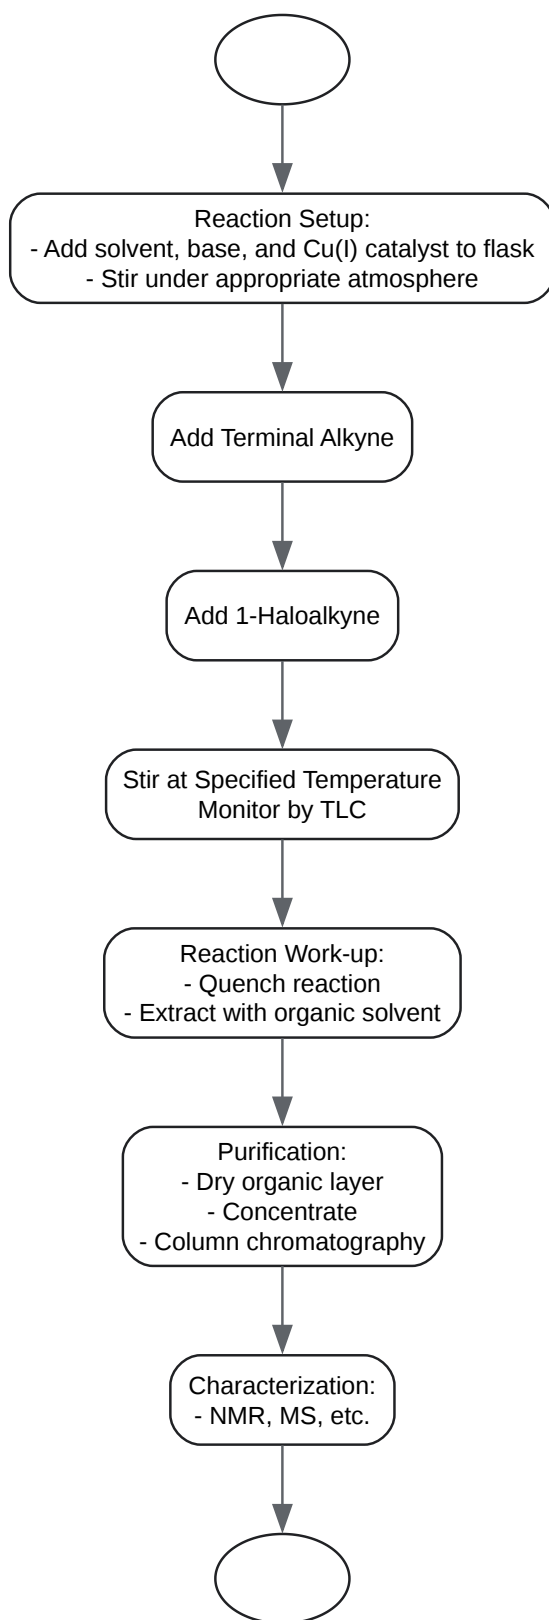 Reaction Setup:
- Add solvent, base, and Cu(I) catalyst to flask
- Stir under appropriate atmosphere
Add Terminal Alkyne
Add 1-Haloalkyne
Stir at Specified Temperature
Monitor by TLC
Reaction Work-up:
- Quench reaction
- Extract with organic solvent
Purification:
- Dry organic layer
- Concentrate
- Column chromatography
Characterization:
- NMR, MS, etc.